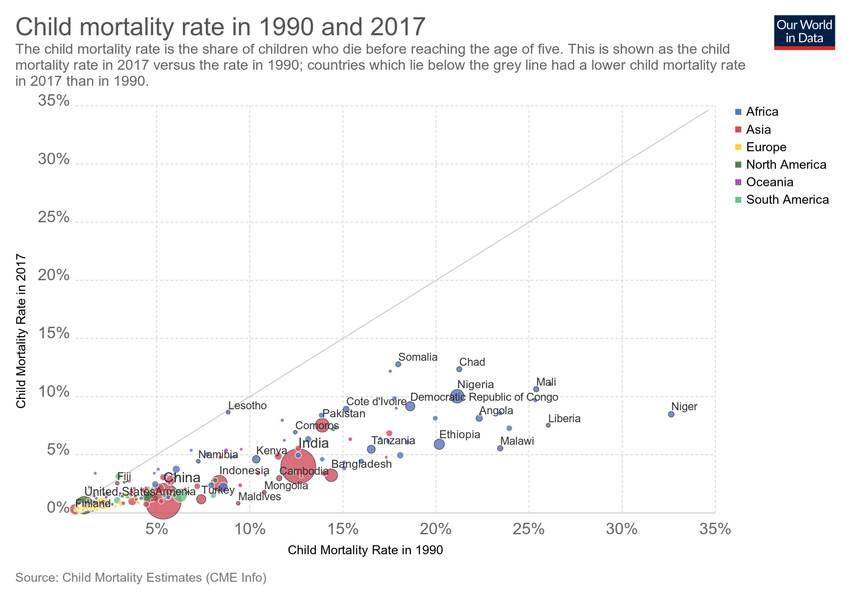 Child mortality rate in 1990 and 2017
Our World
in Data
The child mortality rate is the share of children who die before reaching the age of five. This is shown as the child
mortality rate in 2017 versus the rate in 1990; countries which lie below the grey line had a lower child mortality rate
in 2017 than in 1990.
35%
30%
25%
20%
15%
10%
5%
0%
Child Mortality Rate in 2017
Africa
Asia
Europe
North America
Oceania
South America
Somalia
Chad
Nigeria
Mali
Democratic Republic of Congo
Cote d'Ivoire
Lesotho
Niger
Pakistan
Angola
Liberia
Comoros
India
Tanzania
Ethiopia
Malawi
Kenya
Namibia
Bangladesh
Indonesia
Cambodia
Fiji
China
Mongolia
United States
Armenia
Turkey
Maldives
Finland
5%
10%
15%
20%
25%
30%
35%
Child Mortality Rate in 1990
Source: Child Mortality Estimates (CME Info)